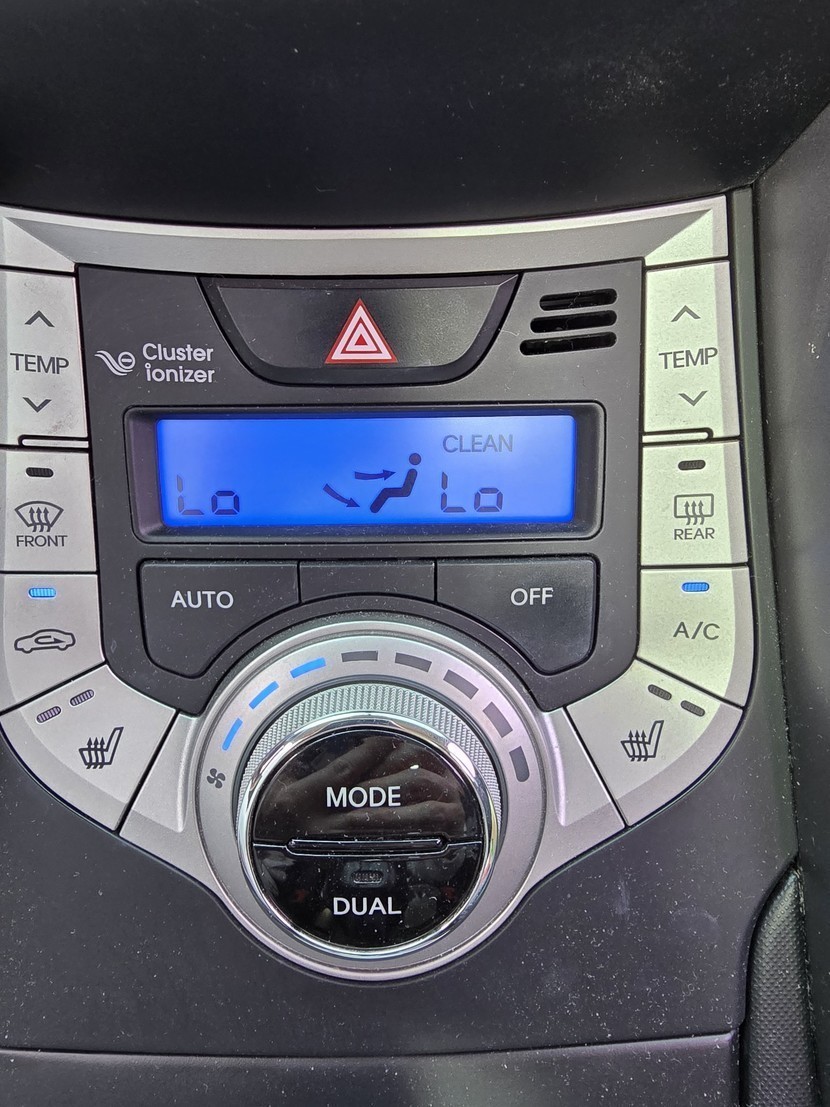 TEMP
Cluster
ionizer
TEMP
CLEAN
Lo
Lo
FRONT
REAR
AUTO
OFF
A/C
MODE
DUAL